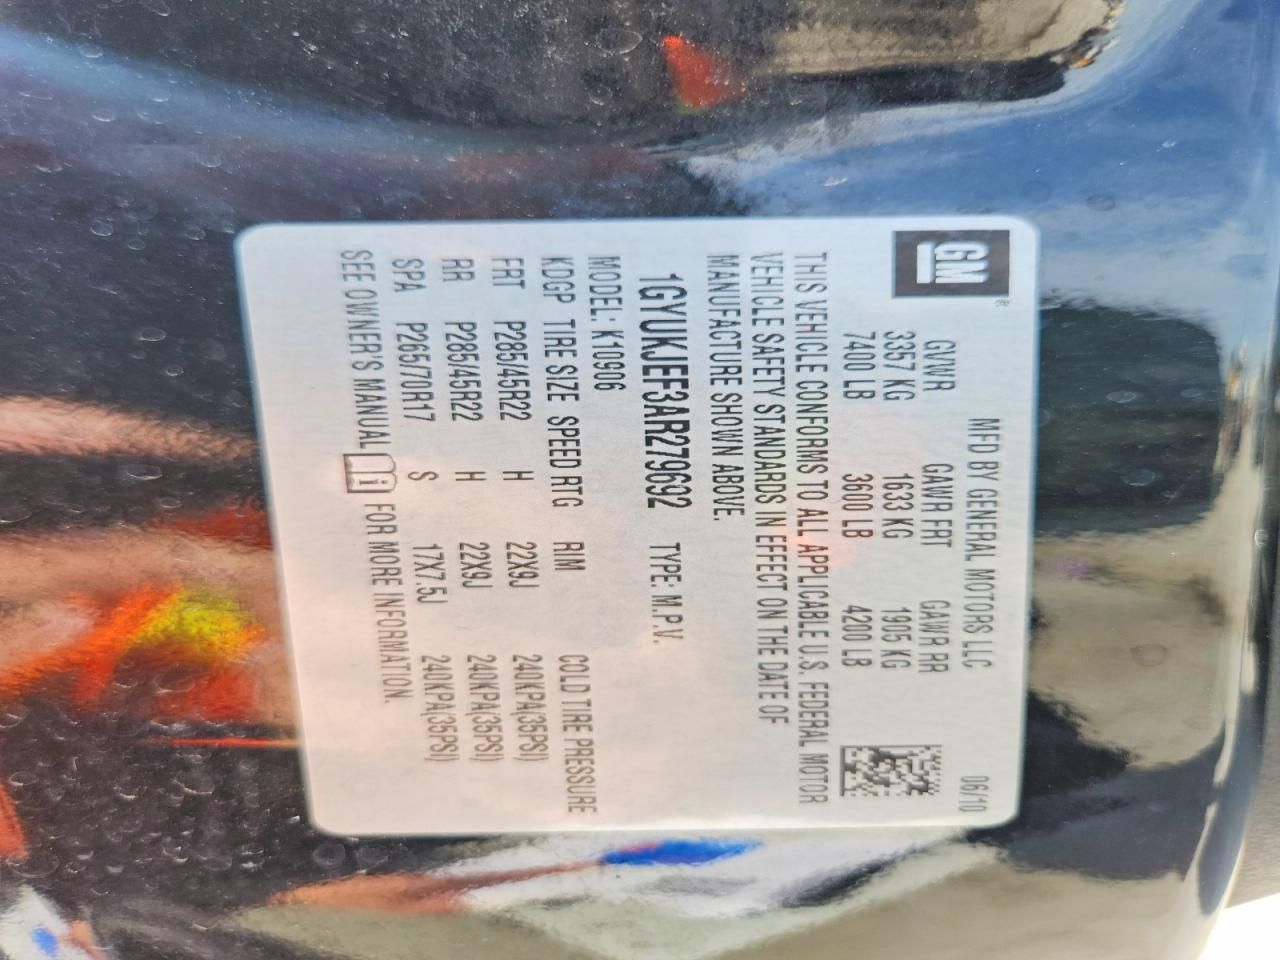 GM®
MFD BY GENERAL MOTORS LLC 06/10
GVWR GAWR FRT GAWR RR
3357 KG 1633 KG 1905 KG
7400 LB 3600 LB 4200 LB
THIS VEHICLE CONFORMS TO ALL APPLICABLE U.S. FEDERAL MOTOR
VEHICLE SAFETY STANDARDS IN EFFECT ON THE DATE OF
MANUFACTURE SHOWN ABOVE.
1GYUKJEF3AR279692 TYPE: M.P.V.
MODEL: K10906
KDGP TIRE SIZE SPEED RTG RIM COLD TIRE PRESSURE
FRT P285/45R22 H 22X9J 240KPA(35PSI)
RR P285/45R22 H 22X9J 240KPA(35PSI)
SPA P265/70R17 S 17X7.5J 240KPA(35PSI)
SEE OWNER'S MANUAL i FOR MORE INFORMATION.